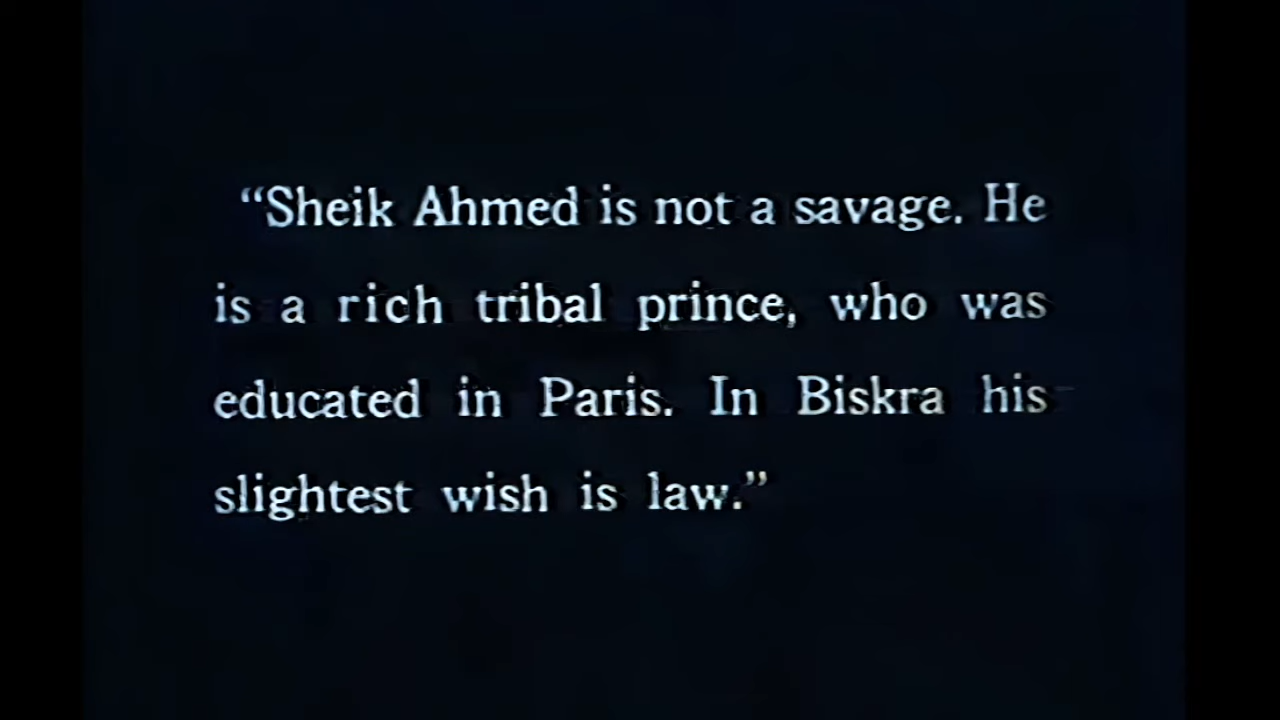 “Sheik Ahmed is not a savage. He
is a rich tribal prince, who was
educated in Paris. In Biskra his
slightest wish is law.”